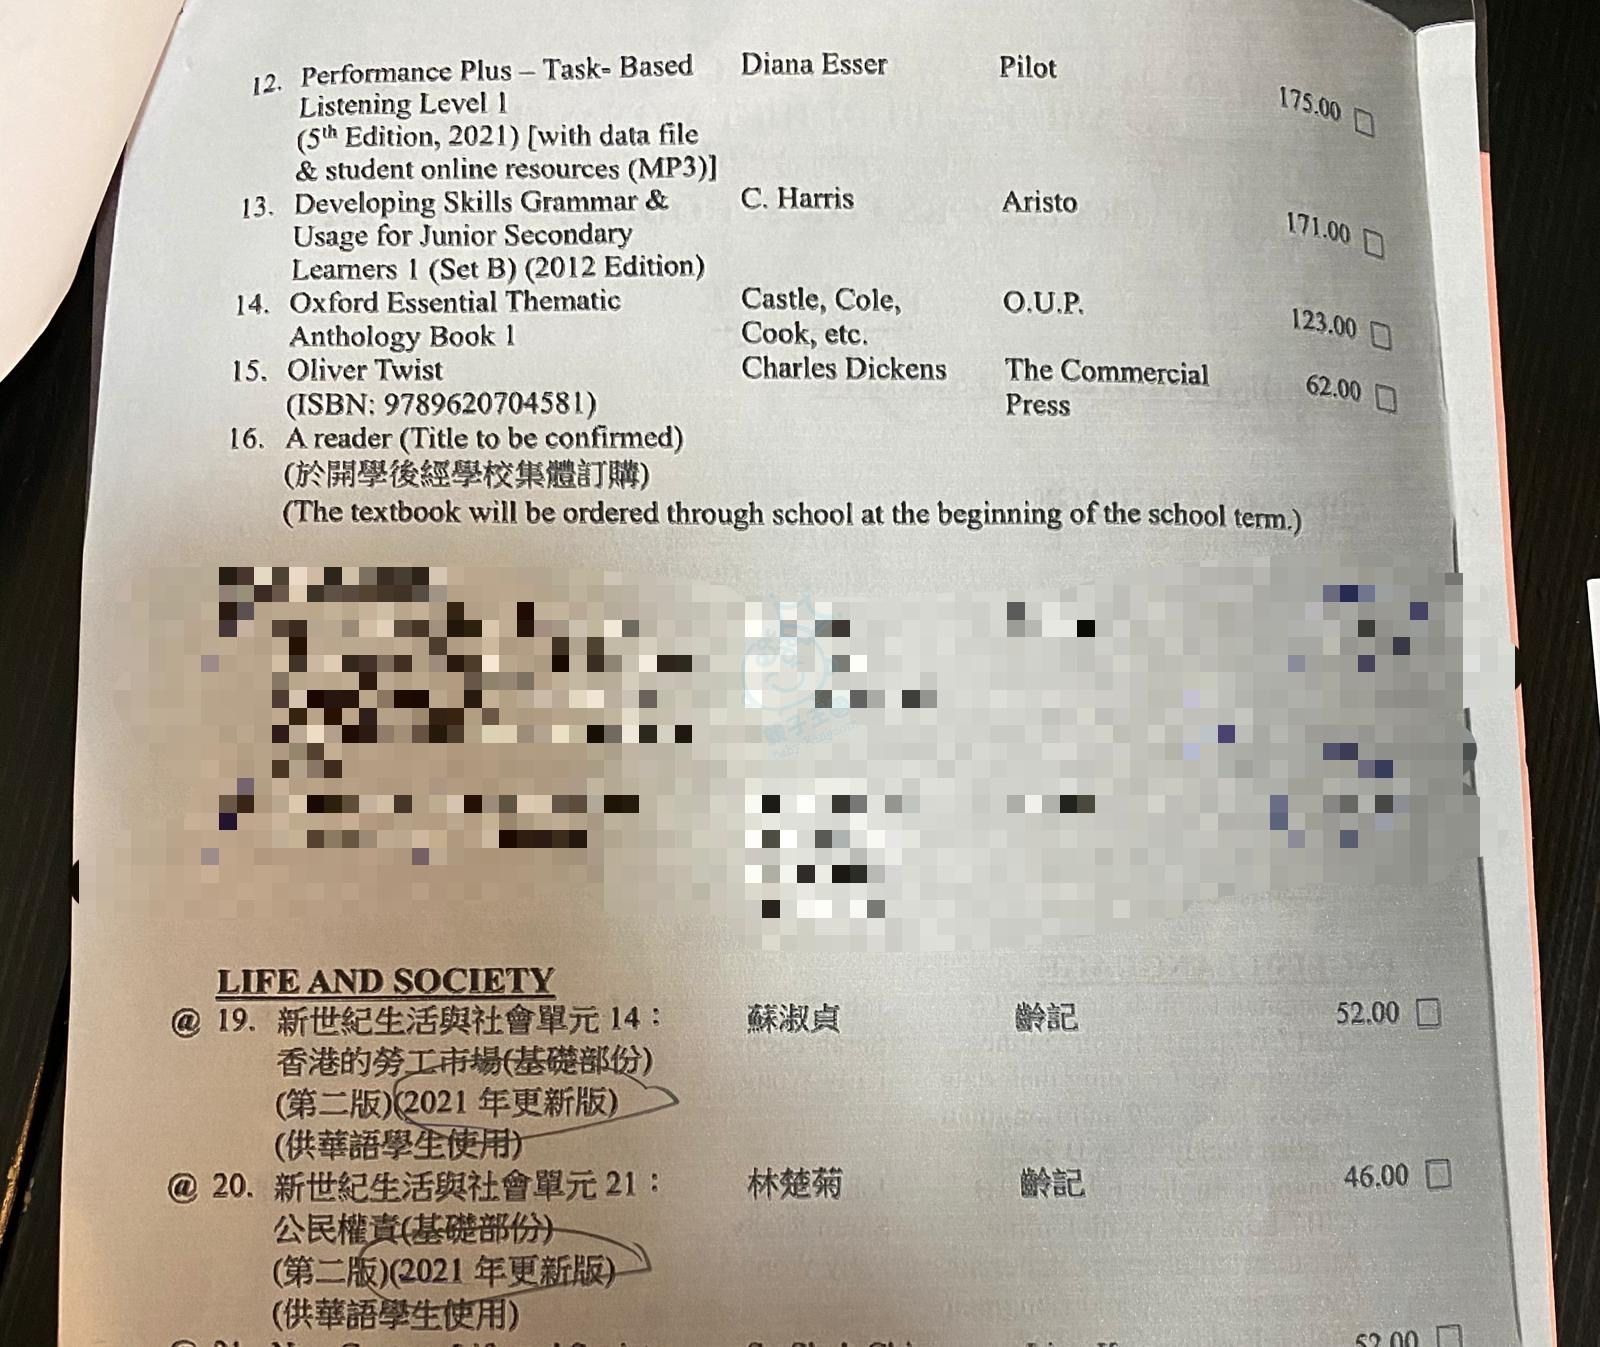 12. Performance Plus – Task- Based Diana Esser Pilot 175.00
Listening Level 1
(5th Edition, 2021) [with data file
& student online resources (MP3)]
13. Developing Skills Grammar & C. Harris Aristo 171.00
Usage for Junior Secondary
Learners 1 (Set B) (2012 Edition)
14. Oxford Essential Thematic Castle, Cole, O.U.P. 123.00
Anthology Book 1 Cook, etc.
15. Oliver Twist Charles Dickens The Commercial 62.00
(ISBN: 9789620704581) Press
16. A reader (Title to be confirmed)
(於開學後經學校集體訂購)
(The textbook will be ordered through school at the beginning of the school term.)
LIFE AND SOCIETY
@ 19. 新世紀生活與社會單元 14： 蘇淑貞 齡記 52.00
香港的勞工市場(基礎部份)
(第二版)(2021 年更新版)
(供華語學生使用)
@ 20. 新世紀生活與社會單元 21： 林楚菊 齡記 46.00
公民權責(基礎部份)
(第二版)(2021 年更新版)
(供華語學生使用)
52.00